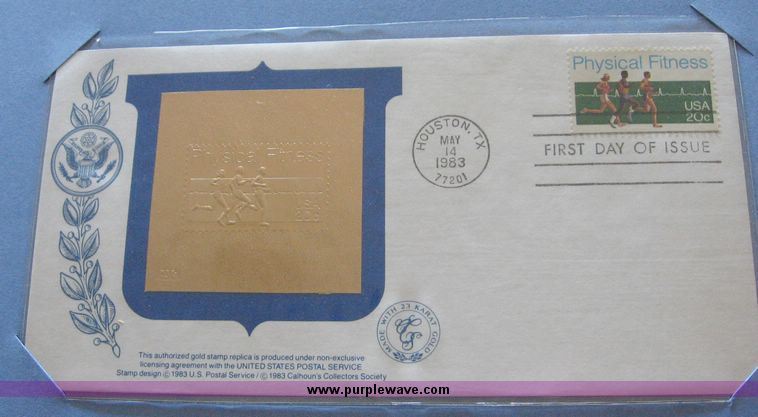 Physical Fitness
USA
20c
HOUSTON, TX
MAY
14
1983
77201
FIRST DAY OF ISSUE
Physical Fitness
USA
20c
MADE WITH 23 KARAT GOLD
This authorized gold stamp replica is produced under non-exclusive
licensing agreement with the UNITED STATES POSTAL SERVICE
Stamp design © 1983 U.S. Postal Service / © 1983 Calhoun's Collectors Society
www.purplewave.com